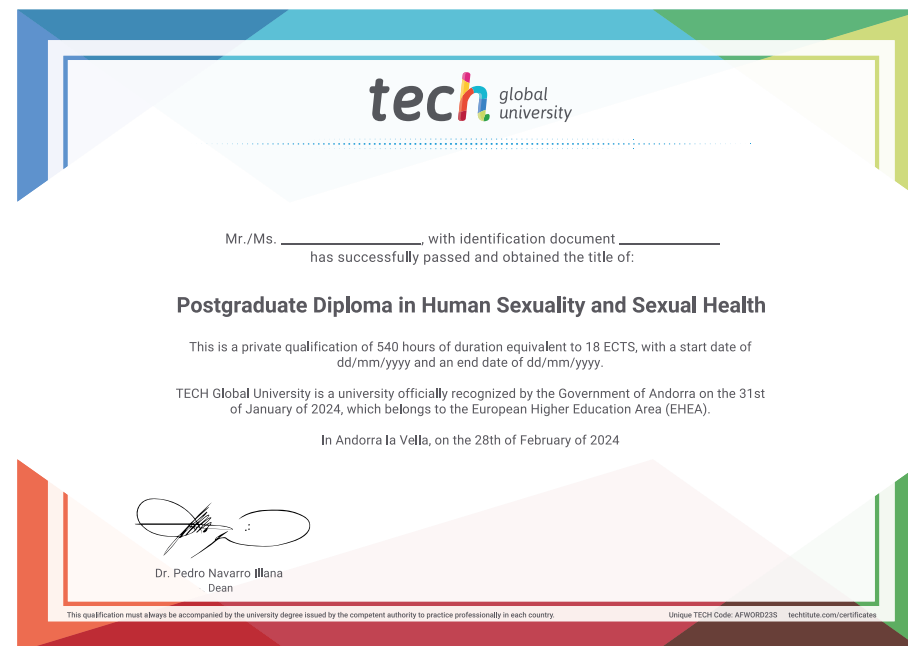 tech global
university
Mr./Ms. ____________, with identification document ____________
has successfully passed and obtained the title of:
Postgraduate Diploma in Human Sexuality and Sexual Health
This is a private qualification of 540 hours of duration equivalent to 18 ECTS, with a start date of
dd/mm/yyyy and an end date of dd/mm/yyyy.
TECH Global University is a university officially recognized by the Government of Andorra on the 31st
of January of 2024, which belongs to the European Higher Education Area (EHEA).
In Andorra la Vella, on the 28th of February of 2024
Dr. Pedro Navarro Illana
Dean
This qualification must always be accompanied by the university degree issued by the competent authority to practice professionally in each country. Unique TECH Code: AFWORD23S techtitute.com/certificates